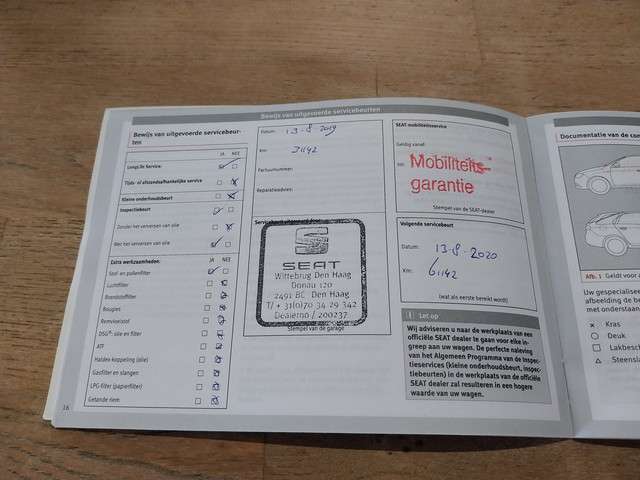 Bewijs van uitgevoerde servicebeurten
Bewijs van uitgevoerde servicebeur-
ten
JA NEE
LongLife Service:
Tijds- of afstandsafhankelijke service
Kleine onderhoudsbeurt
Inspectiebeurt
Zonder het verversen van olie
Met het verversen van olie
Extra werkzaamheden:
JA NEE
Stof- en pollenfilter
Luchtfilter
Brandstoffilter
Bougies
Remvloeistof
DSG®: olie en filter
ATF
Haldex-koppeling (olie)
Gasfilter en slangen
LPG-filter (papierfilter)
Getande riem:
16
Datum: 13-8-2019
Km: 31142
Factuurnummer:
Reparatieadvies:
Servicebeurt uitgevoerd door:
SEAT
Wittebrug Den Haag
Donau 120
2491 BC Den Haag
T/ + 31(0)70 34 29 342
Dealerno / 200237
Stempel van de garage
SEAT-mobiliteitsservice
Geldig vanaf:
tot:
Mobiliteits-
garantie
Stempel van de SEAT-dealer
Volgende servicebeurt
Datum: 13-8-2020
Km: 61142
(wat als eerste bereikt wordt)
Let op
Wij adviseren u naar de werkplaats van een
officiële SEAT dealer te gaan voor elke in-
greep aan uw wagen. De perfecte naleving
van het Algemeen Programma van de Inspec-
tieservices (kleine onderhoudsbeurt, inspec-
tiebeurten) in de werkplaats van de officiële
SEAT dealer zal resulteren in een hogere
waarde van uw wagen.
Documentatie van de
Afb. 1 Geldt voor
Uw gespecialisee
afbeelding de b
met onderstaan
× Kras
○ Deuk
□ Lakbesch
△ Steensla